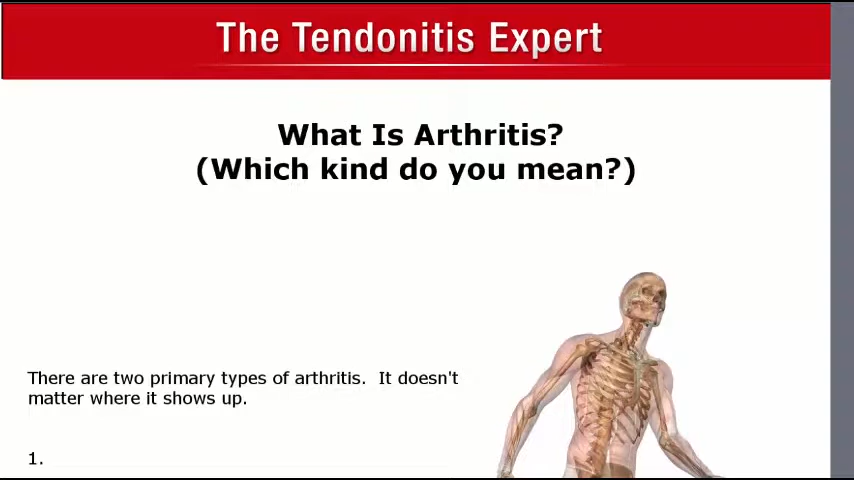 The Tendonitis Expert
What Is Arthritis?
(Which kind do you mean?)
There are two primary types of arthritis.  It doesn't
matter where it shows up.
1.